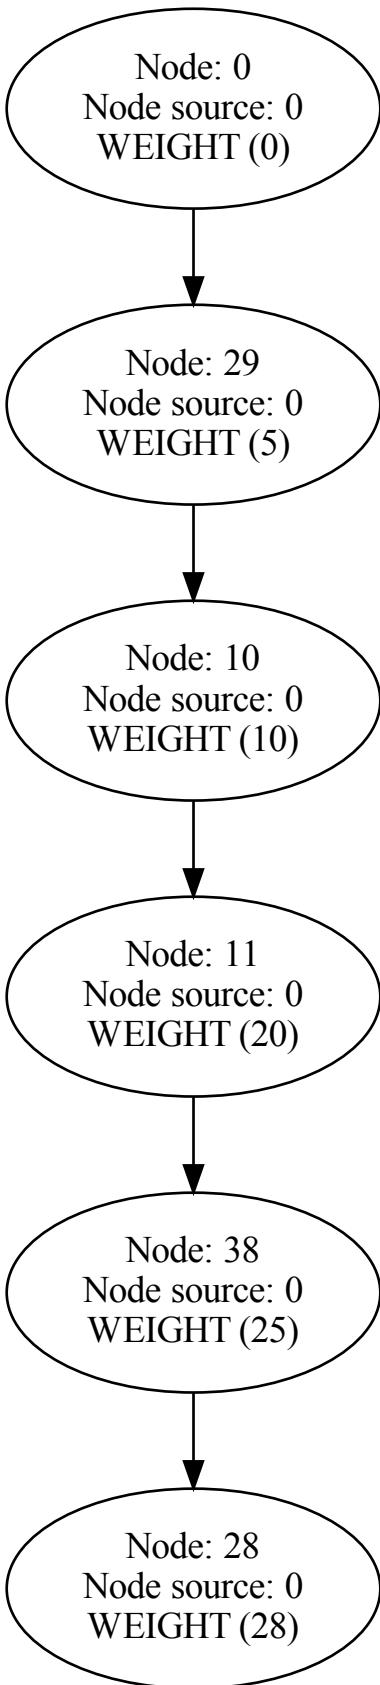 Node: 0
Node source: 0
WEIGHT (0)
Node: 29
Node source: 0
WEIGHT (5)
Node: 10
Node source: 0
WEIGHT (10)
Node: 11
Node source: 0
WEIGHT (20)
Node: 38
Node source: 0
WEIGHT (25)
Node: 28
Node source: 0
WEIGHT (28)